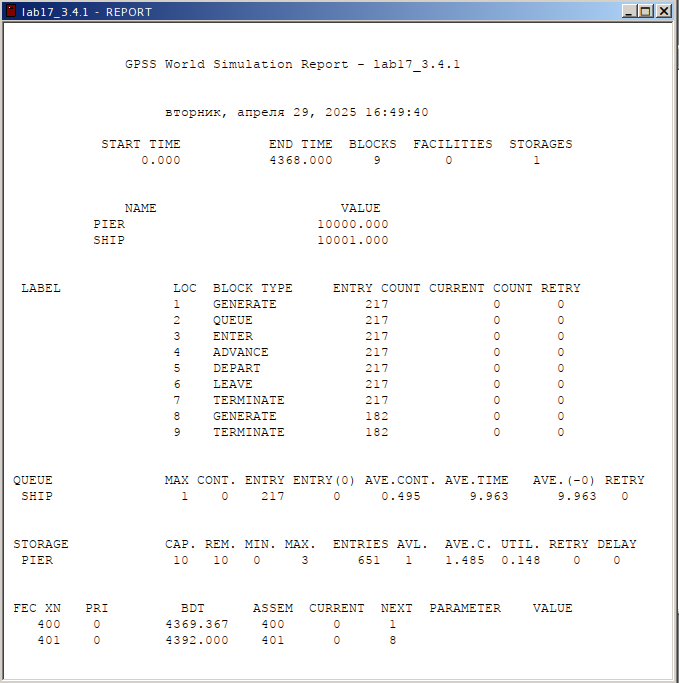 lab17_3.4.1 - REPORT
GPSS World Simulation Report - lab17_3.4.1
вторник, апреля 29, 2025 16:49:40
START TIME END TIME BLOCKS FACILITIES STORAGES
0.000 4368.000 9 0 1
NAME VALUE
PIER 10000.000
SHIP 10001.000
LABEL LOC BLOCK TYPE ENTRY COUNT CURRENT COUNT RETRY
1 GENERATE 217 0 0
2 QUEUE 217 0 0
3 ENTER 217 0 0
4 ADVANCE 217 0 0
5 DEPART 217 0 0
6 LEAVE 217 0 0
7 TERMINATE 217 0 0
8 GENERATE 182 0 0
9 TERMINATE 182 0 0
QUEUE MAX CONT. ENTRY ENTRY(0) AVE.CONT. AVE.TIME AVE.(-0) RETRY
SHIP 1 0 217 0 0.495 9.963 9.963 0
STORAGE CAP. REM. MIN. MAX. ENTRIES AVL. AVE.C. UTIL. RETRY DELAY
PIER 10 10 0 3 651 1 1.485 0.148 0 0
FEC XN PRI BDT ASSEM CURRENT NEXT PARAMETER VALUE
400 0 4369.367 400 0 1
401 0 4392.000 401 0 8